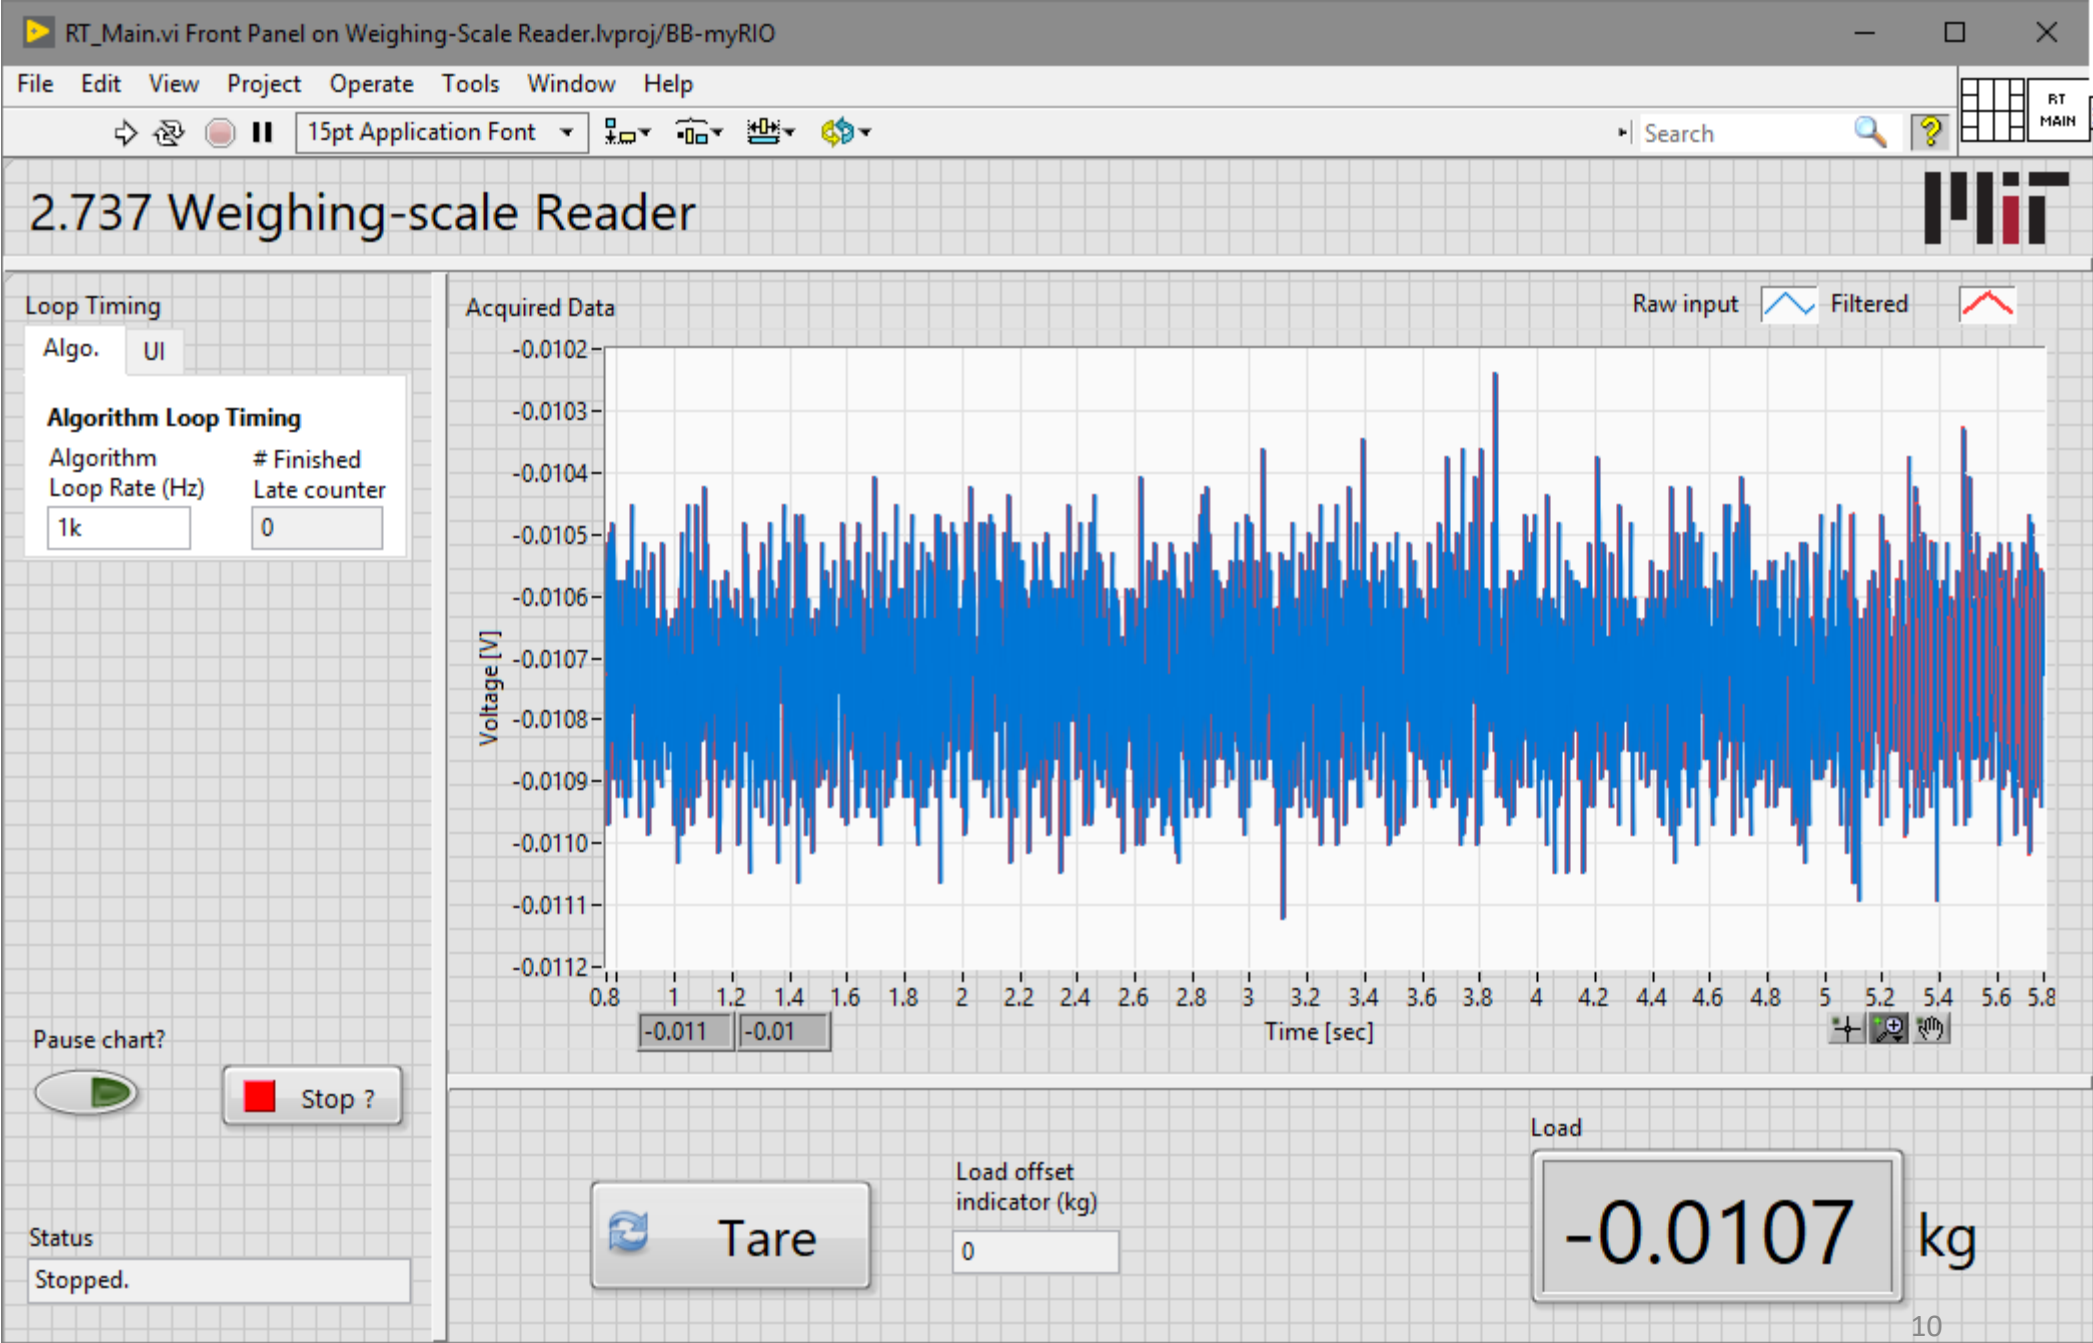 RT_Main.vi Front Panel on Weighing-Scale Reader.lvproj/BB-myRIO
File Edit View Project Operate Tools Window Help
15pt Application Font
Search
RT
MAIN
2.737 Weighing-scale Reader
MIT
Loop Timing
Algo. UI
Algorithm Loop Timing
Algorithm
Loop Rate (Hz)
1k
# Finished
Late counter
0
Pause chart?
Stop ?
Status
Stopped.
Acquired Data
Raw input Filtered
Voltage [V]
-0.0102
-0.0103
-0.0104
-0.0105
-0.0106
-0.0107
-0.0108
-0.0109
-0.0110
-0.0111
-0.0112
0.8 1 1.2 1.4 1.6 1.8 2 2.2 2.4 2.6 2.8 3 3.2 3.4 3.6 3.8 4 4.2 4.4 4.6 4.8 5 5.2 5.4 5.6 5.8
-0.011 -0.01
Time [sec]
Tare
Load offset
indicator (kg)
0
Load
-0.0107 kg
10